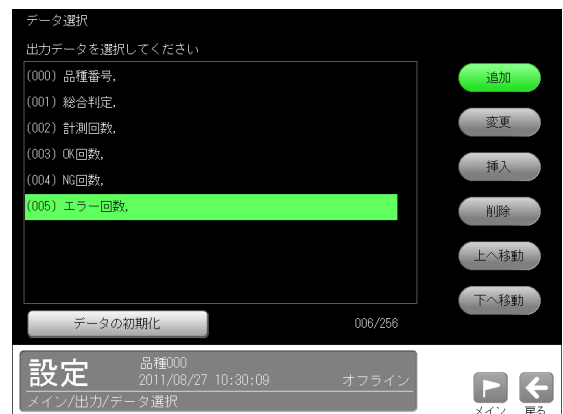 データ選択
出力データを選択してください
(000) 品種番号,
(001) 総合判定,
(002) 計測回数,
(003) OK回数,
(004) NG回数,
(005) エラー回数,
追加
変更
挿入
削除
上へ移動
下へ移動
データの初期化
006/256
設定
品種000
2011/08/27 10:30:09
オフライン
メイン/出力/データ選択
メイン
戻る